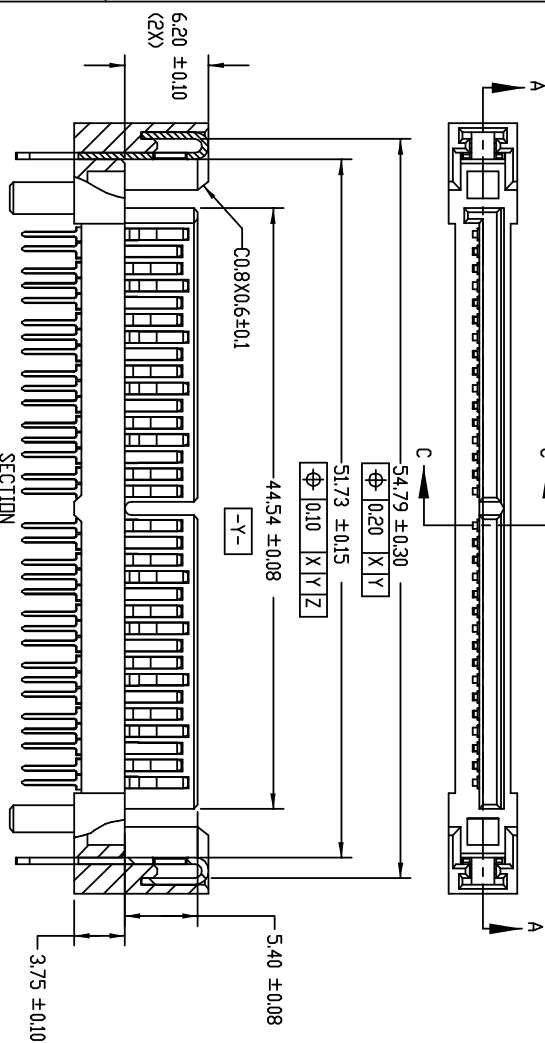 A
A
C
6.20 ±0.10
(2X)
C0.8X0.6±0.1
54.79 ±0.30
⌖ 0.20 X Y
51.73 ±0.15
⌖ 0.10 X Y Z
44.54 ±0.08
-Y-
5.40 ±0.08
3.75 ±0.10
SECTION